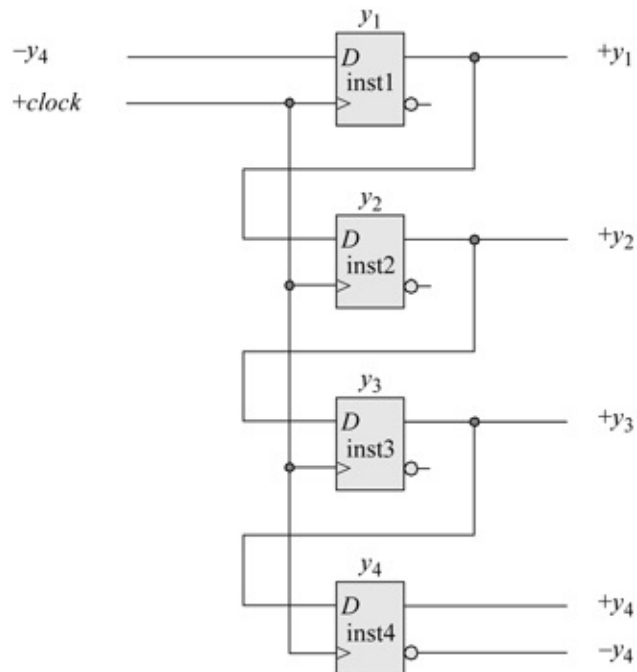 y1
–y4
D
+y1
inst1
+clock
y2
D
+y2
inst2
y3
D
+y3
inst3
y4
D
+y4
inst4
–y4